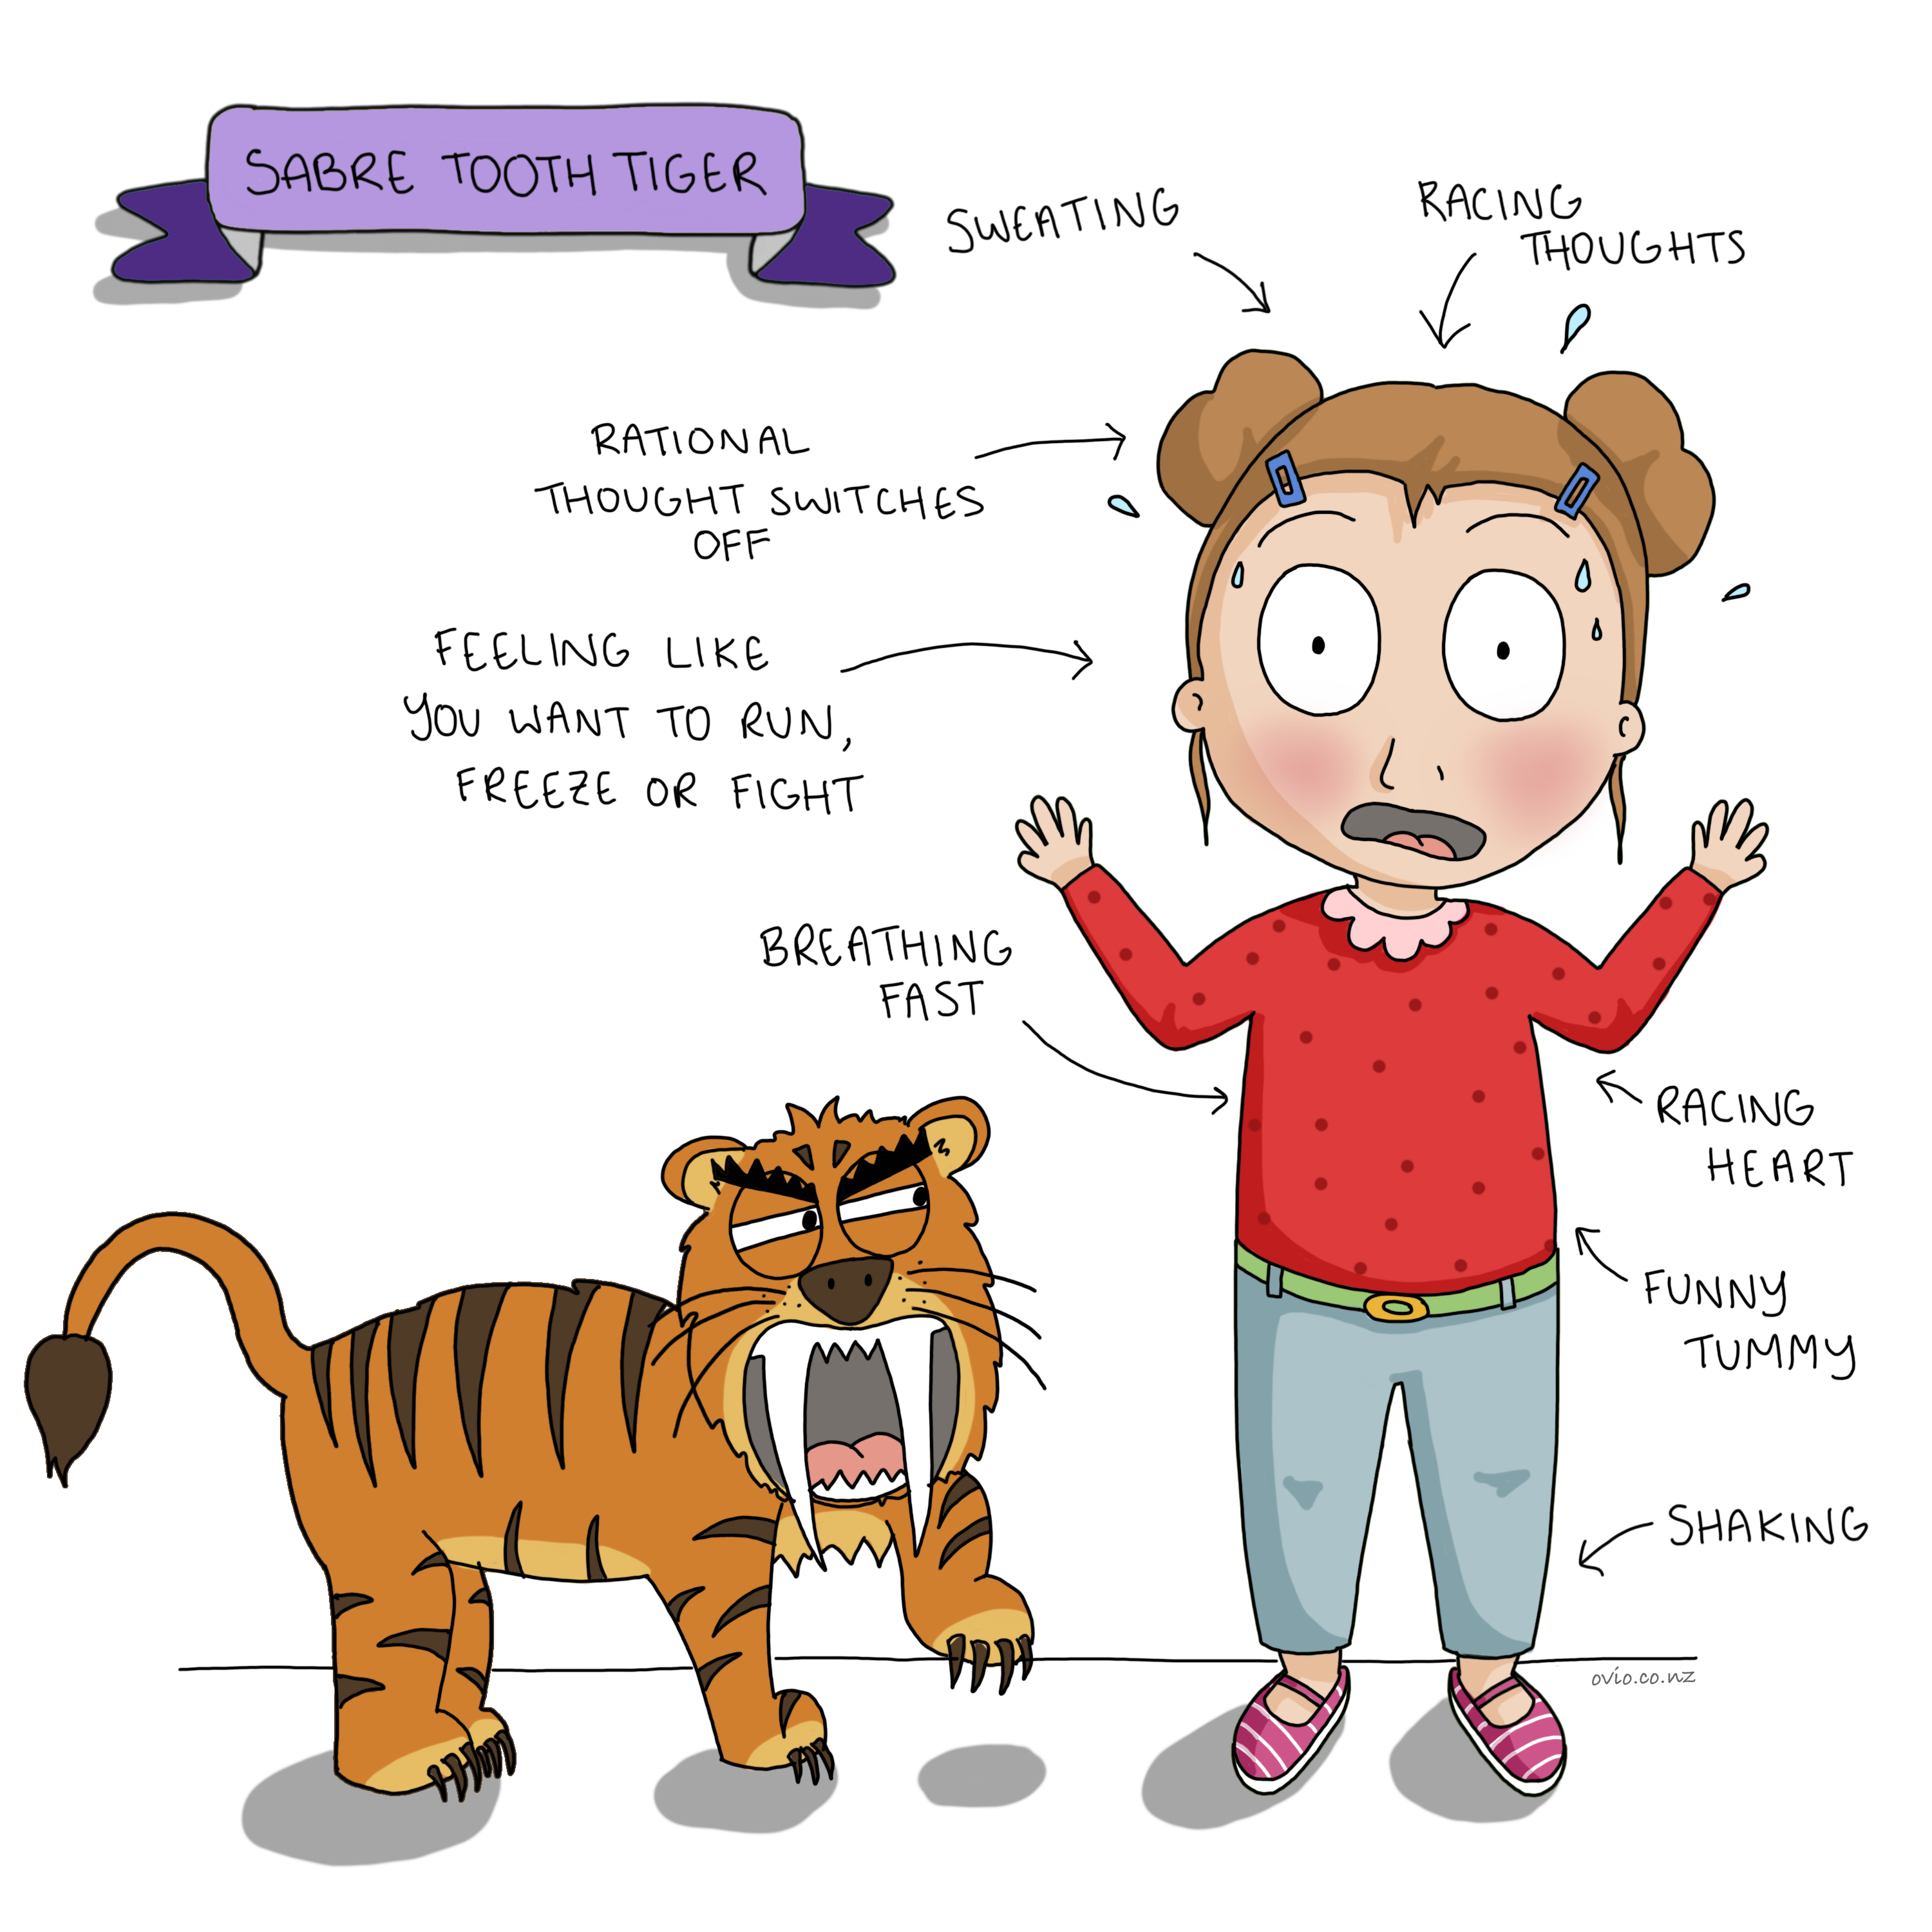 SABRE TOOTH TIGER
SWEATING
RACING
THOUGHTS
RATIONAL
THOUGHT SWITCHES
OFF
FEELING LIKE
YOU WANT TO RUN,
FREEZE OR FIGHT
BREATHING
FAST
RACING
HEART
FUNNY
TUMMY
SHAKING
ovio.co.nz